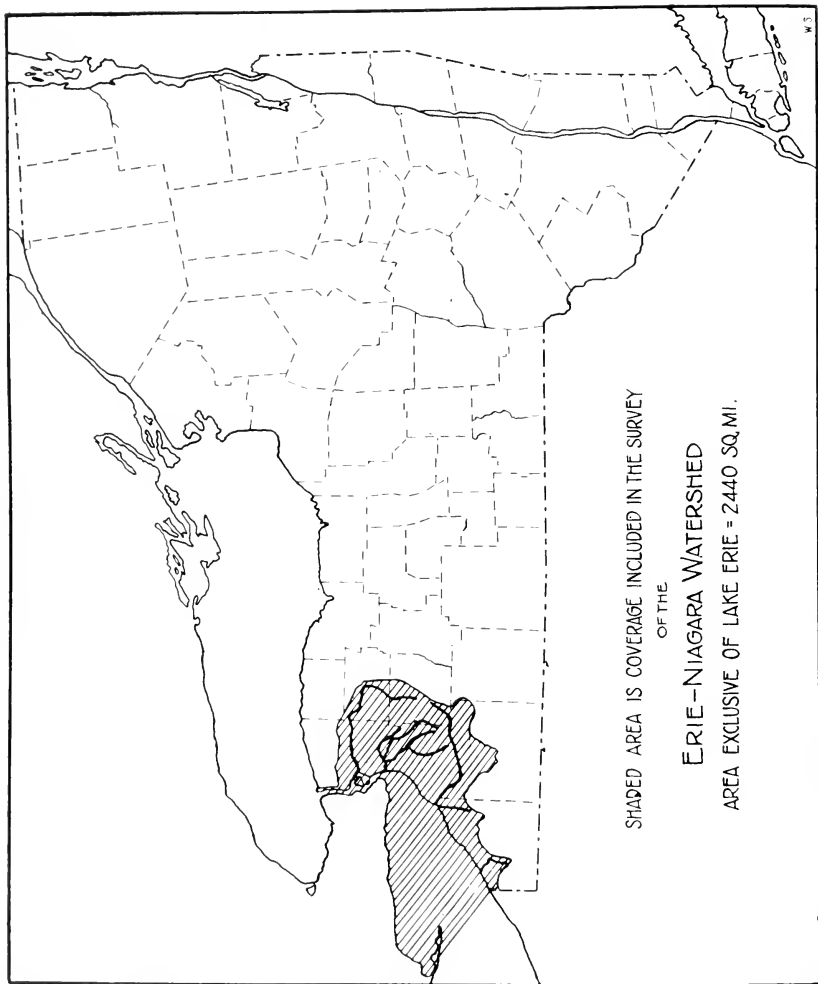 SHADED AREA IS COVERAGE INCLUDED IN THE SURVEY
OF THE
ERIE-NIAGARA WATERSHED
AREA EXCLUSIVE OF LAKE ERIE = 2440 SQ. MI.
W S